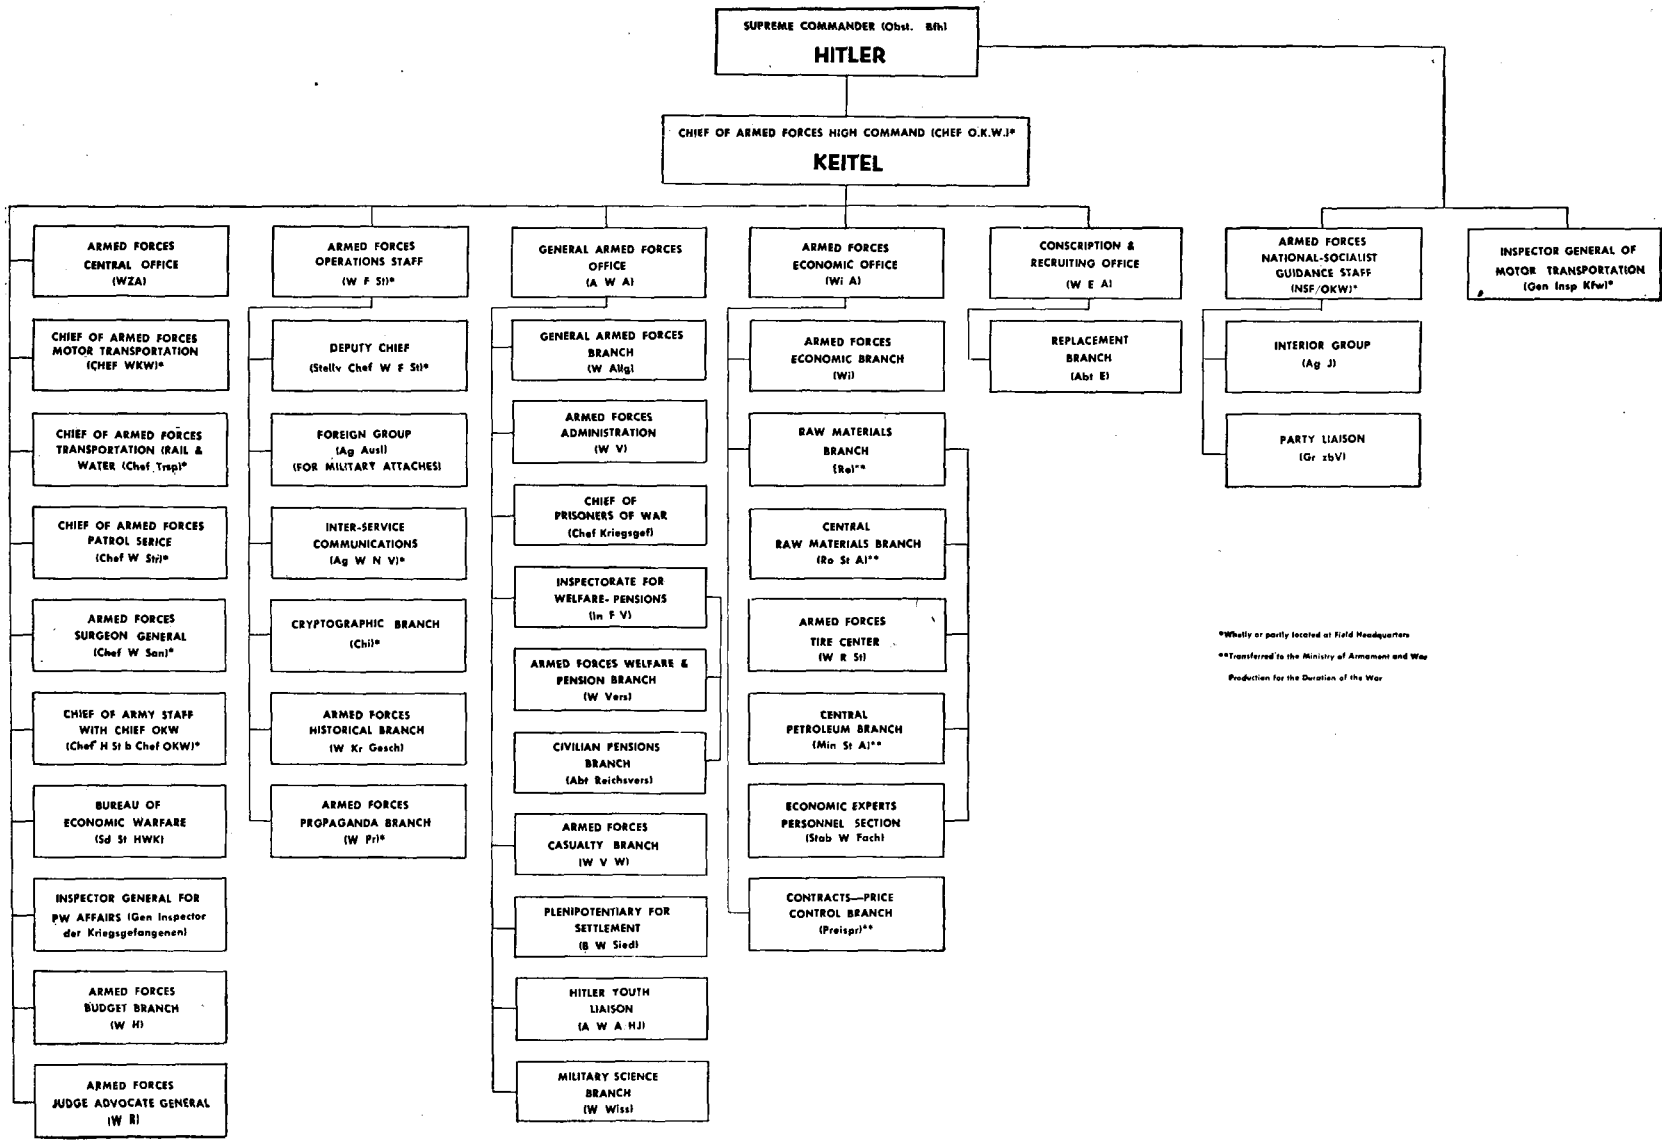 SUPREME COMMANDER (Obst. Bfh)
HITLER
CHIEF OF ARMED FORCES HIGH COMMAND (CHEF O.K.W.)*
KEITEL
ARMED FORCES
CENTRAL OFFICE
(WZA)
CHIEF OF ARMED FORCES
MOTOR TRANSPORTATION
(CHEF WKW)*
CHIEF OF ARMED FORCES
TRANSPORTATION (RAIL &
WATER (Chef Trsp)*
CHIEF OF ARMED FORCES
PATROL SERICE
(Chef W Str)*
ARMED FORCES
SURGEON GENERAL
(Chef W San)*
CHIEF OF ARMY STAFF
WITH CHIEF OKW
(Chef H St b Chef OKW)*
BUREAU OF
ECONOMIC WARFARE
(Sd St HWK)
INSPECTOR GENERAL FOR
PW AFFAIRS (Gen Inspector
der Kriegsgefangenen)
ARMED FORCES
BUDGET BRANCH
(W H)
ARMED FORCES
JUDGE ADVOCATE GENERAL
(W R)
ARMED FORCES
OPERATIONS STAFF
(W F St)*
DEPUTY CHIEF
(Stellv Chef W F St)*
FOREIGN GROUP
(Ag Ausl)
(FOR MILITARY ATTACHES)
INTER-SERVICE
COMMUNICATIONS
(Ag W N V)*
CRYPTOGRAPHIC BRANCH
(Chi)*
ARMED FORCES
HISTORICAL BRANCH
(W Kr Gesch)
ARMED FORCES
PROPAGANDA BRANCH
(W Pr)*
GENERAL ARMED FORCES
OFFICE
(A W A)
GENERAL ARMED FORCES
BRANCH
(W Allg)
ARMED FORCES
ADMINISTRATION
(W V)
CHIEF OF
PRISONERS OF WAR
(Chef Kriegsgef)
INSPECTORATE FOR
WELFARE- PENSIONS
(In F V)
ARMED FORCES WELFARE &
PENSION BRANCH
(W Vers)
CIVILIAN PENSIONS
BRANCH
(Abt Reichsvers)
ARMED FORCES
CASUALTY BRANCH
(W V W)
PLENIPOTENTIARY FOR
SETTLEMENT
(B W Sied)
HITLER YOUTH
LIAISON
(A W A HJ)
MILITARY SCIENCE
BRANCH
(W Wiss)
ARMED FORCES
ECONOMIC OFFICE
(Wi A)
ARMED FORCES
ECONOMIC BRANCH
(Wi)
RAW MATERIALS
BRANCH
(Ro)**
CENTRAL
RAW MATERIALS BRANCH
(Ro St A)**
ARMED FORCES
TIRE CENTER
(W R St)
CENTRAL
PETROLEUM BRANCH
(Min St A)**
ECONOMIC EXPERTS
PERSONNEL SECTION
(Stab W Fach)
CONTRACTS—PRICE
CONTROL BRANCH
(Preispr)**
CONSCRIPTION &
RECRUITING OFFICE
(W E A)
REPLACEMENT
BRANCH
(Abt E)
ARMED FORCES
NATIONAL-SOCIALIST
GUIDANCE STAFF
(NSF/OKW)*
INTERIOR GROUP
(Ag J)
PARTY LIAISON
(Gr zbV)
INSPECTOR GENERAL OF
MOTOR TRANSPORTATION
(Gen Insp Kfw)*
*Wholly or partly located at Field Headquarters
**Transferred to the Ministry of Armament and War
Production for the Duration of the War